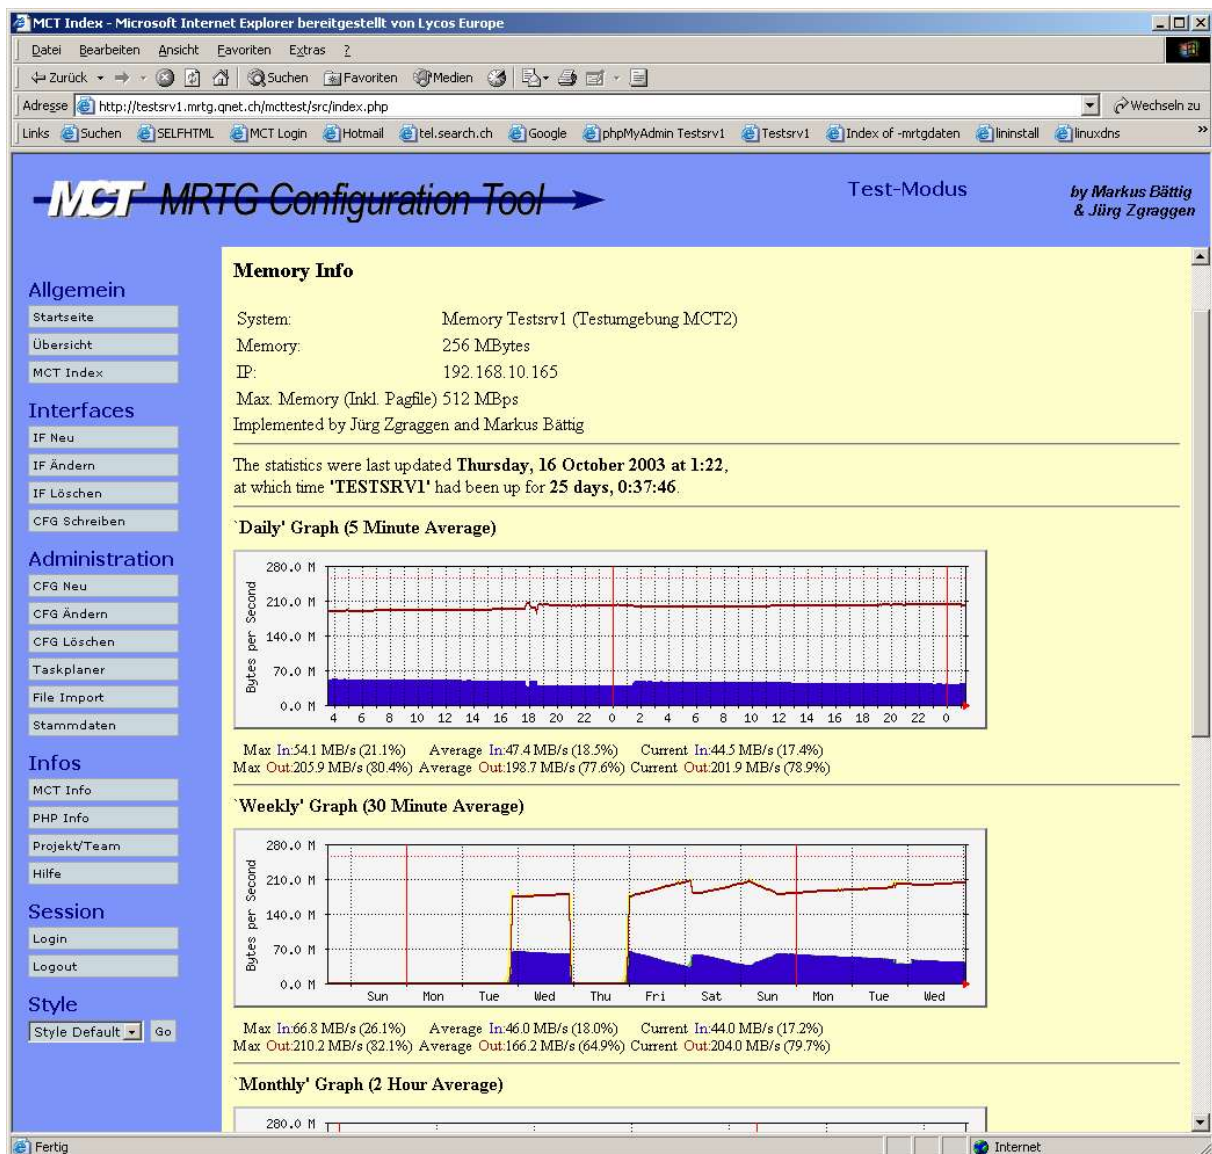 MCT Index - Microsoft Internet Explorer bereitgestellt von Lycos Europe
Datei Bearbeiten Ansicht Favoriten Extras ?
Zurück Suchen Favoriten Medien
Adresse http://testsrv1.mrtg.qnet.ch/mcttest/src/index.php Wechseln zu
Links Suchen SELFHTML MCT Login Hotmail tel.search.ch Google phpMyAdmin Testsrv1 Testsrv1 Index of -mrtgdaten lininstall linuxdns »
MCT MRTG Configuration Tool
Test-Modus
by Markus Bättig
& Jürg Zgraggen
Allgemein
Startseite
Übersicht
MCT Index
Interfaces
IF Neu
IF Ändern
IF Löschen
CFG Schreiben
Administration
CFG Neu
CFG Ändern
CFG Löschen
Taskplaner
File Import
Stammdaten
Infos
MCT Info
PHP Info
Projekt/Team
Hilfe
Session
Login
Logout
Style
Style Default Go
Memory Info
System: Memory Testsrv1 (Testumgebung MCT2)
Memory: 256 MBytes
IP: 192.168.10.165
Max. Memory (Inkl. Pagfile) 512 MBps
Implemented by Jürg Zgraggen and Markus Bättig
The statistics were last updated Thursday, 16 October 2003 at 1:22,
at which time 'TESTSRV1' had been up for 25 days, 0:37:46.
`Daily' Graph (5 Minute Average)
Bytes per Second
280.0 M
210.0 M
140.0 M
70.0 M
0.0 M
4 6 8 10 12 14 16 18 20 22 0 2 4 6 8 10 12 14 16 18 20 22 0
Max In:54.1 MB/s (21.1%) Average In:47.4 MB/s (18.5%) Current In:44.5 MB/s (17.4%)
Max Out:205.9 MB/s (80.4%) Average Out:198.7 MB/s (77.6%) Current Out:201.9 MB/s (78.9%)
`Weekly' Graph (30 Minute Average)
Bytes per Second
280.0 M
210.0 M
140.0 M
70.0 M
0.0 M
Sun Mon Tue Wed Thu Fri Sat Sun Mon Tue Wed
Max In:66.8 MB/s (26.1%) Average In:46.0 MB/s (18.0%) Current In:44.0 MB/s (17.2%)
Max Out:210.2 MB/s (82.1%) Average Out:166.2 MB/s (64.9%) Current Out:204.0 MB/s (79.7%)
`Monthly' Graph (2 Hour Average)
280.0 M
Fertig
Internet